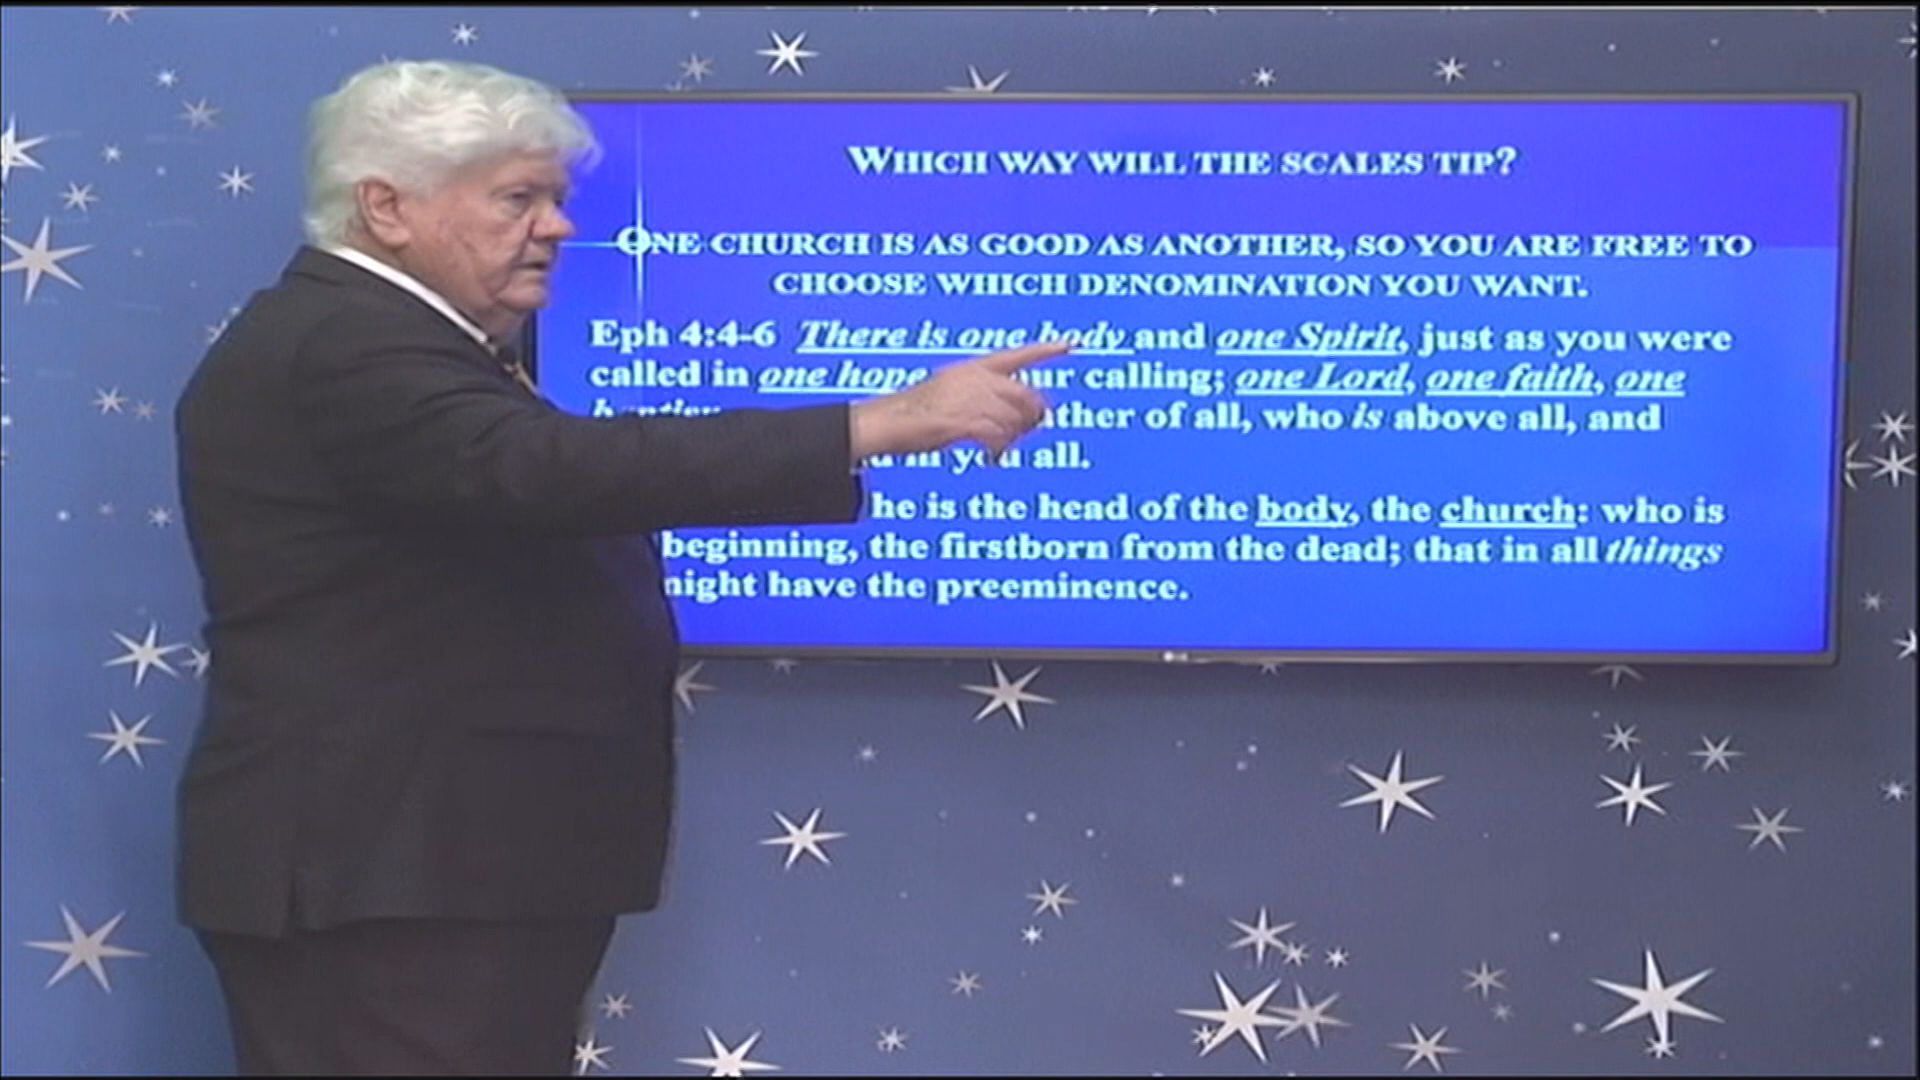 WHICH WAY WILL THE SCALES TIP?
ONE CHURCH IS AS GOOD AS ANOTHER, SO YOU ARE FREE TO
CHOOSE WHICH DENOMINATION YOU WANT.
Eph 4:4-6 There is one body and one Spirit, just as you were
called in one hope your calling; one Lord, one faith, one
of all, who is above all, and
you all.
he is the head of the body, the church: who is
beginning, the firstborn from the dead; that in all things
have the preeminence.